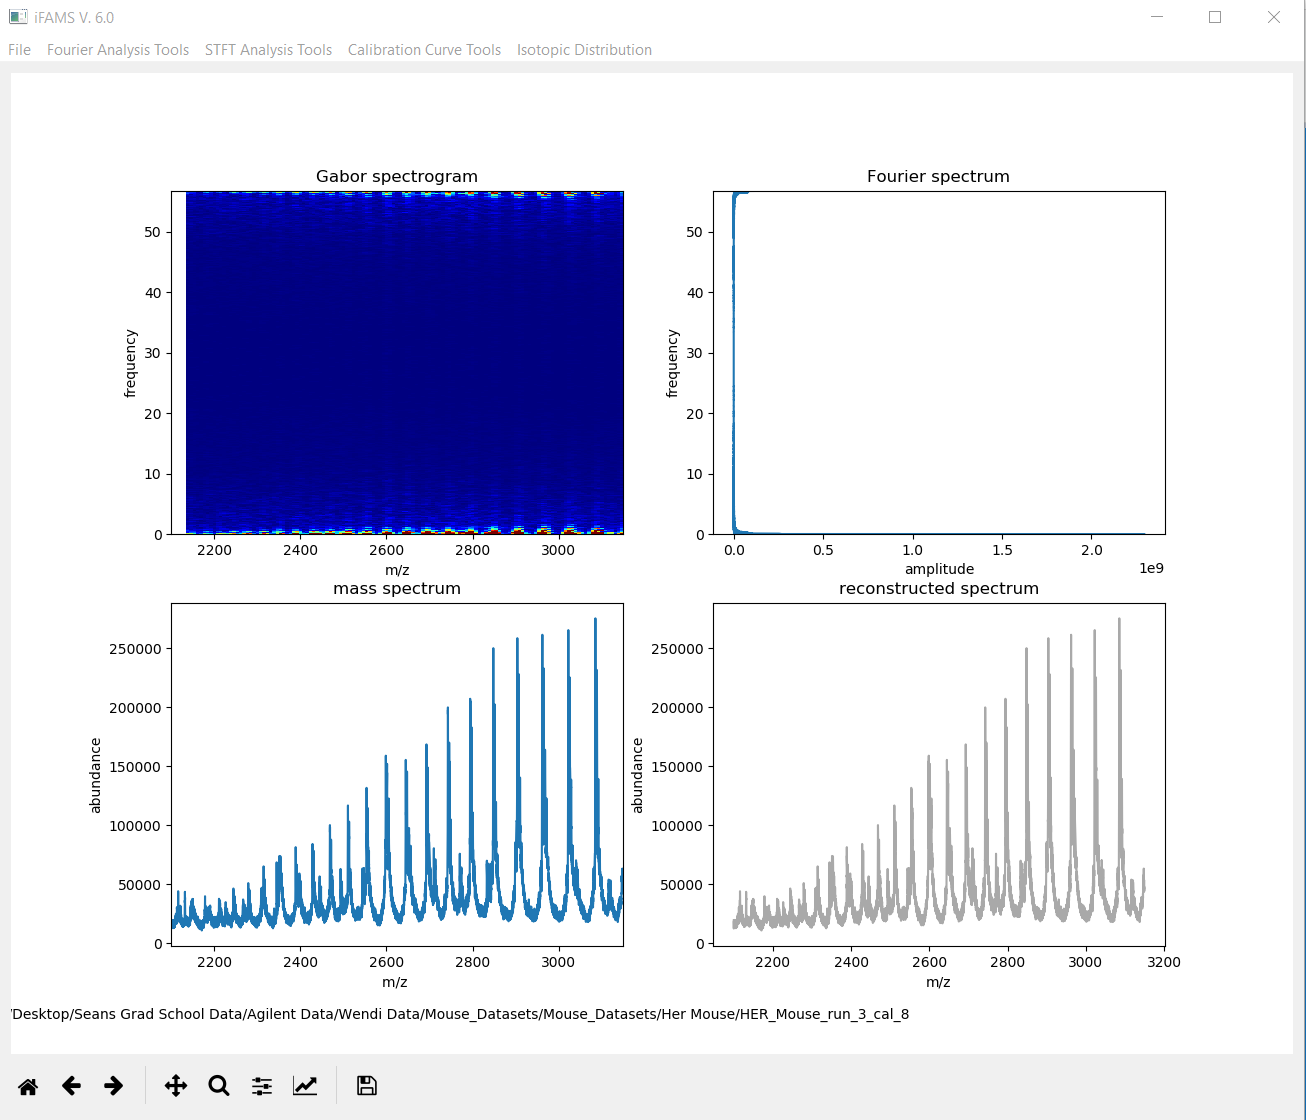 iFAMS V. 6.0
File Fourier Analysis Tools STFT Analysis Tools Calibration Curve Tools Isotopic Distribution
Gabor spectrogram
frequency
50
40
30
20
10
0
2200 2400 2600 2800 3000
m/z
Fourier spectrum
frequency
50
40
30
20
10
0
0.0 0.5 1.0 1.5 2.0
amplitude
1e9
mass spectrum
abundance
250000
200000
150000
100000
50000
0
2200 2400 2600 2800 3000
m/z
reconstructed spectrum
abundance
250000
200000
150000
100000
50000
0
2200 2400 2600 2800 3000 3200
m/z
/Desktop/Seans Grad School Data/Agilent Data/Wendi Data/Mouse_Datasets/Mouse_Datasets/Her Mouse/HER_Mouse_run_3_cal_8